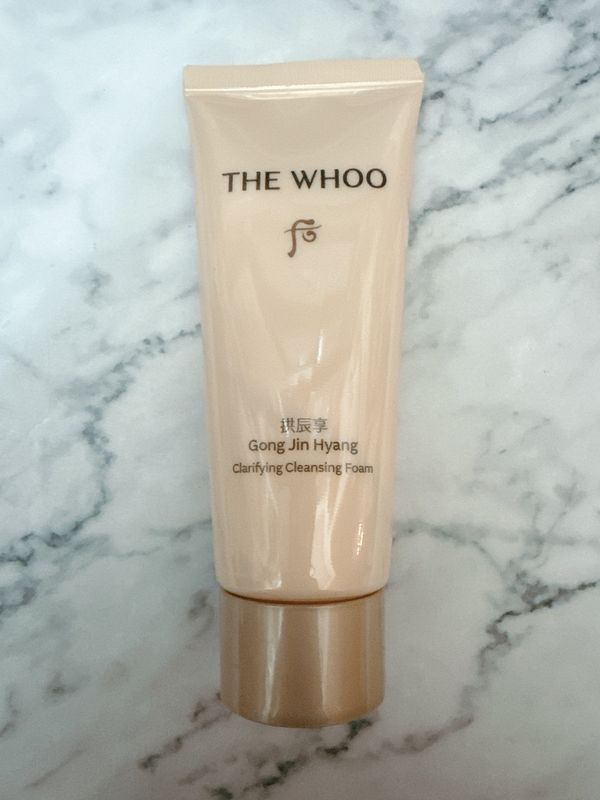 THE WHOO
拱辰享
Gong Jin Hyang
Clarifying Cleansing Foam